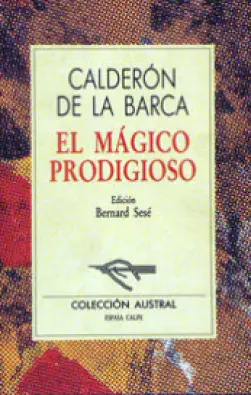 CALDERÓN
DE LA BARCA
EL MÁGICO
PRODIGIOSO
Edición
Bernard Sesé
COLECCIÓN AUSTRAL
ESPASA CALPE